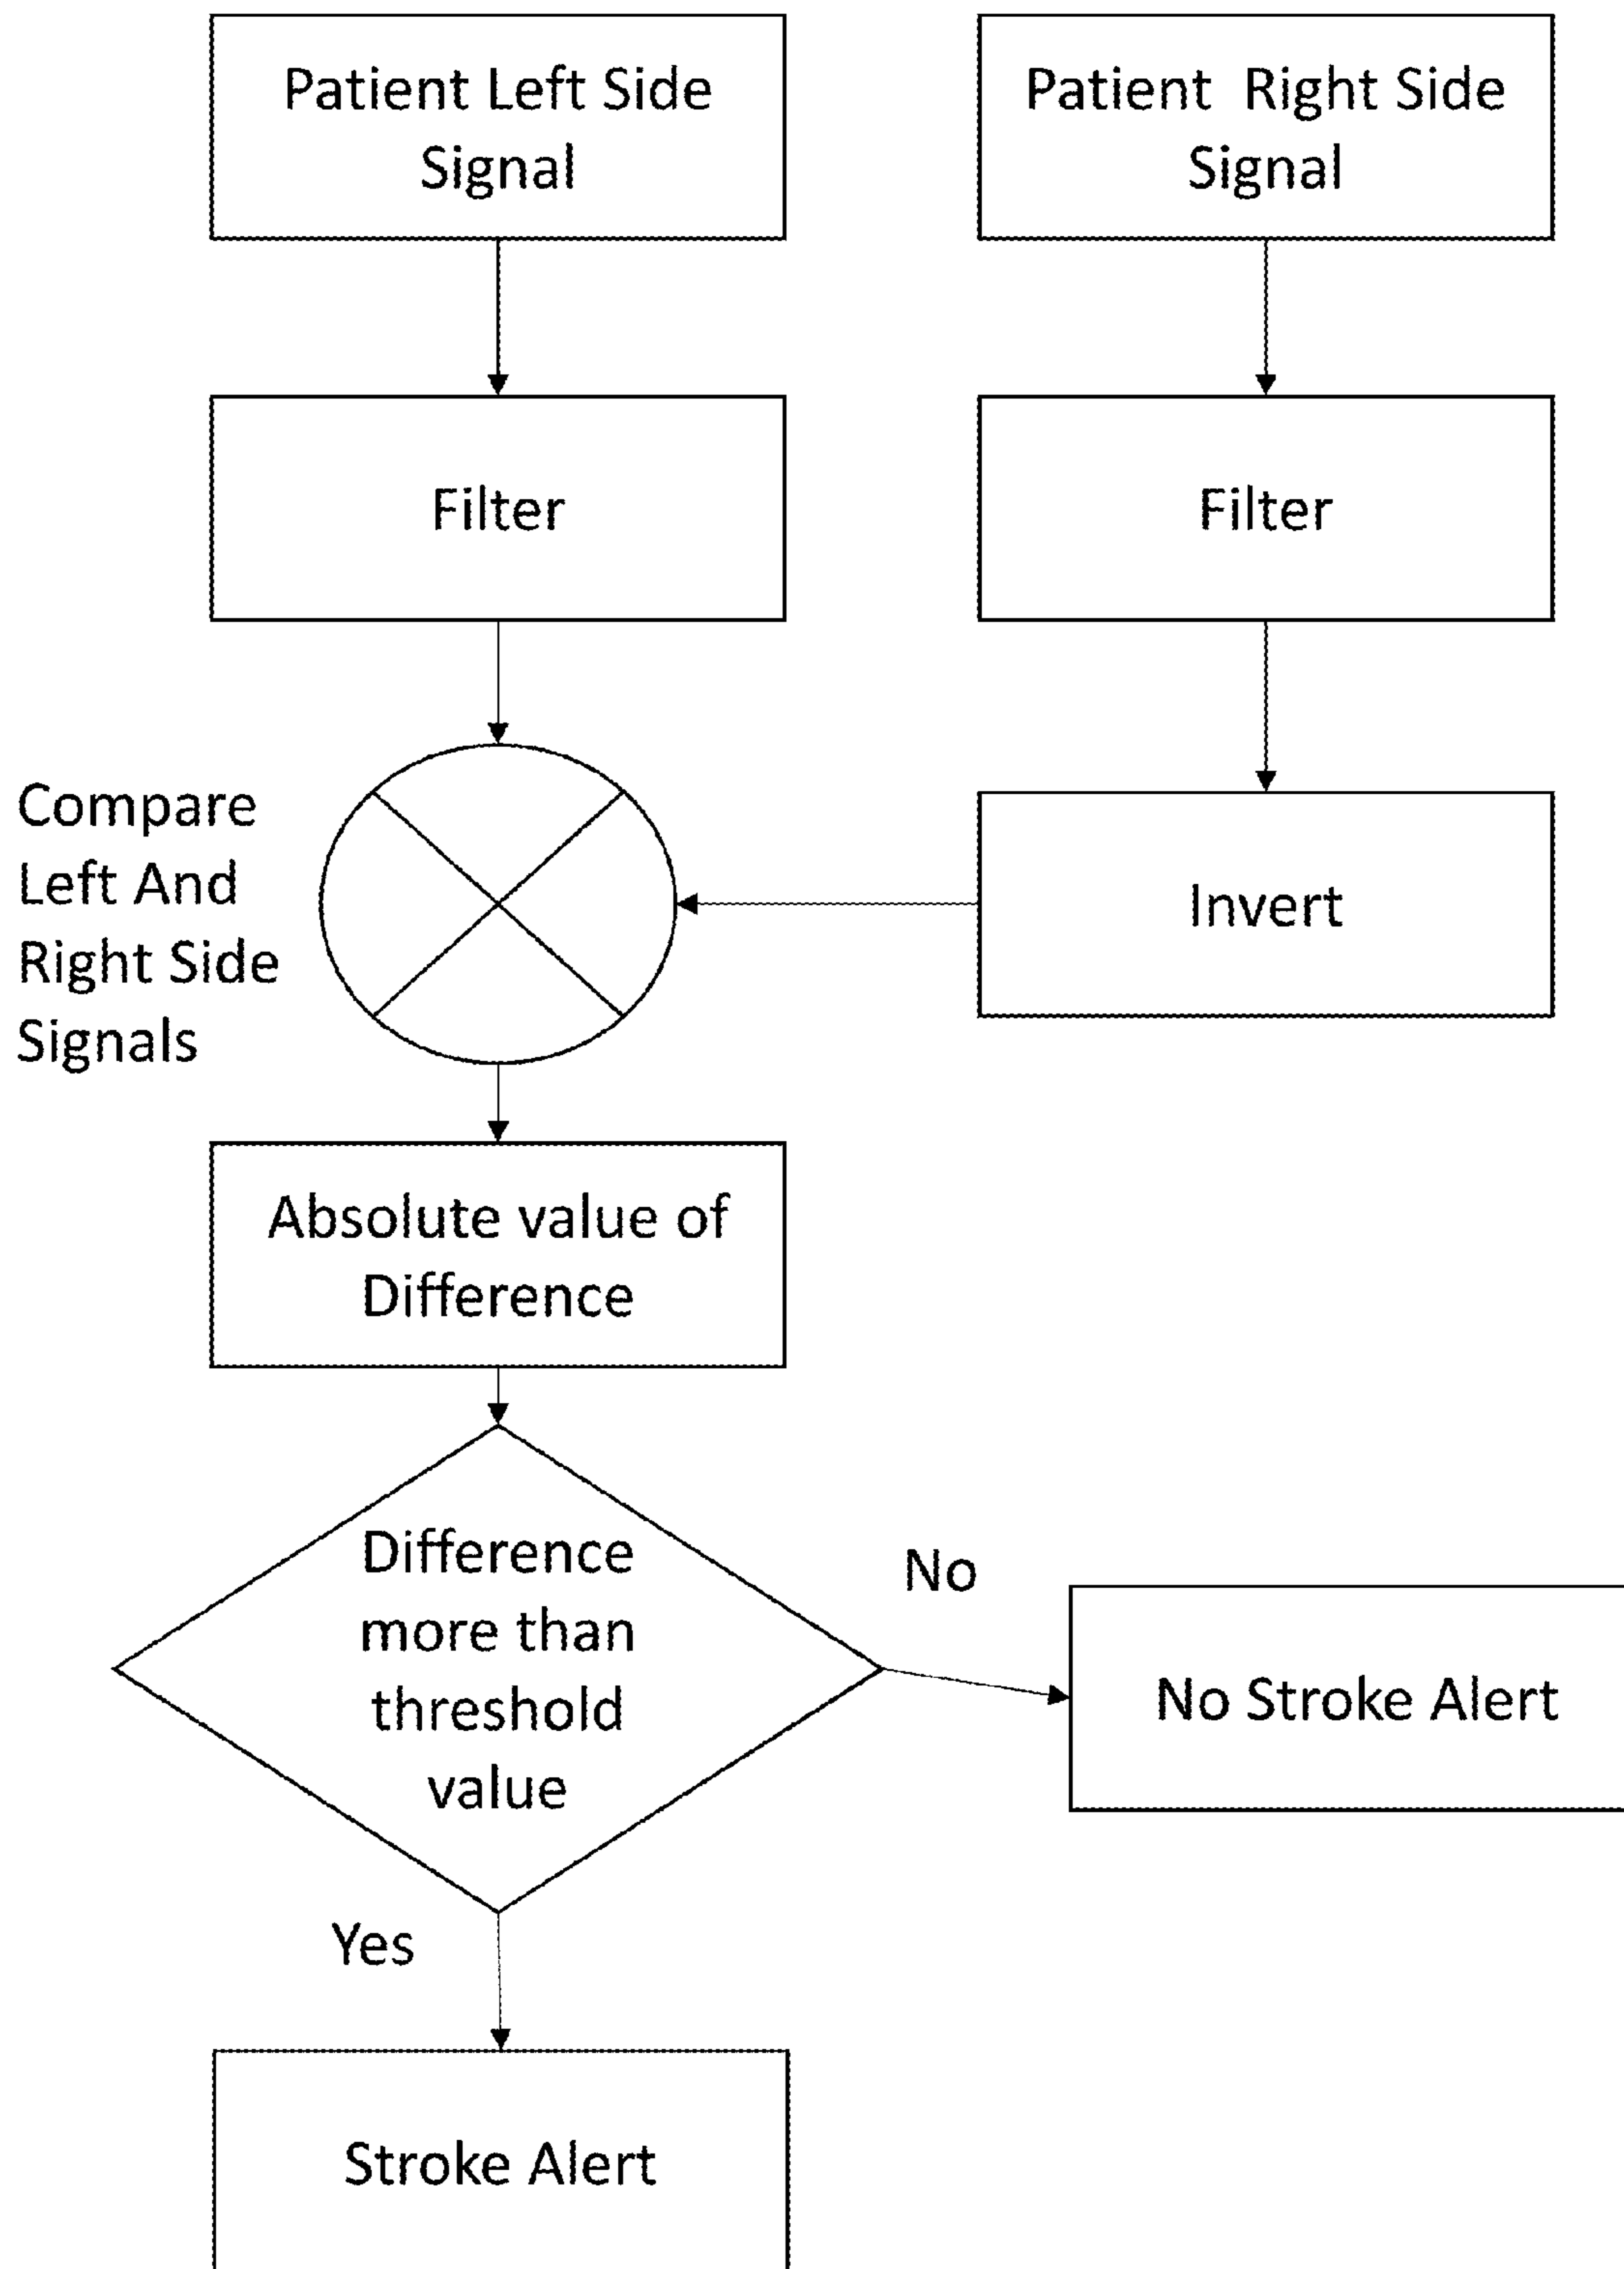 Patient Left Side
Signal
Patient Right Side
Signal
Filter
Filter
Compare
Left And
Right Side
Signals
Invert
Absolute value of
Difference
Difference
more than
threshold
value
No
No Stroke Alert
Yes
Stroke Alert